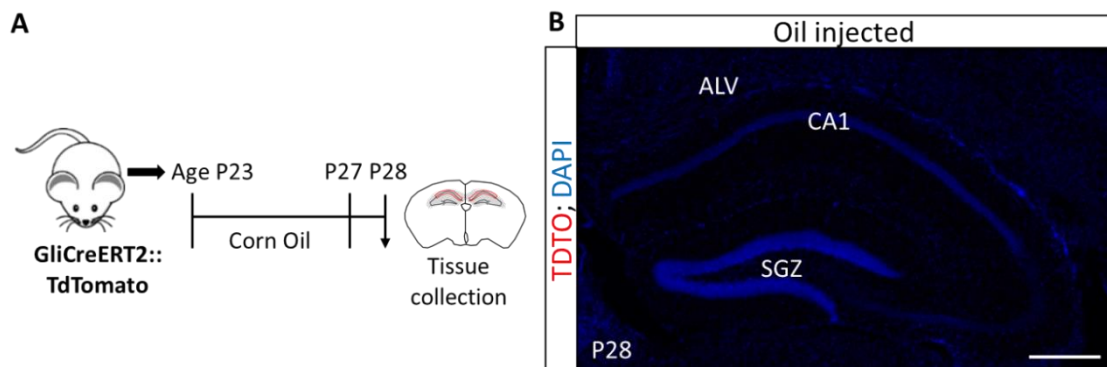 A
Age P23
P27 P28
Corn Oil
GliCreERT2::
TdTomato
Tissue
collection
B
Oil injected
TDTO; DAPI
ALV
CA1
SGZ
P28